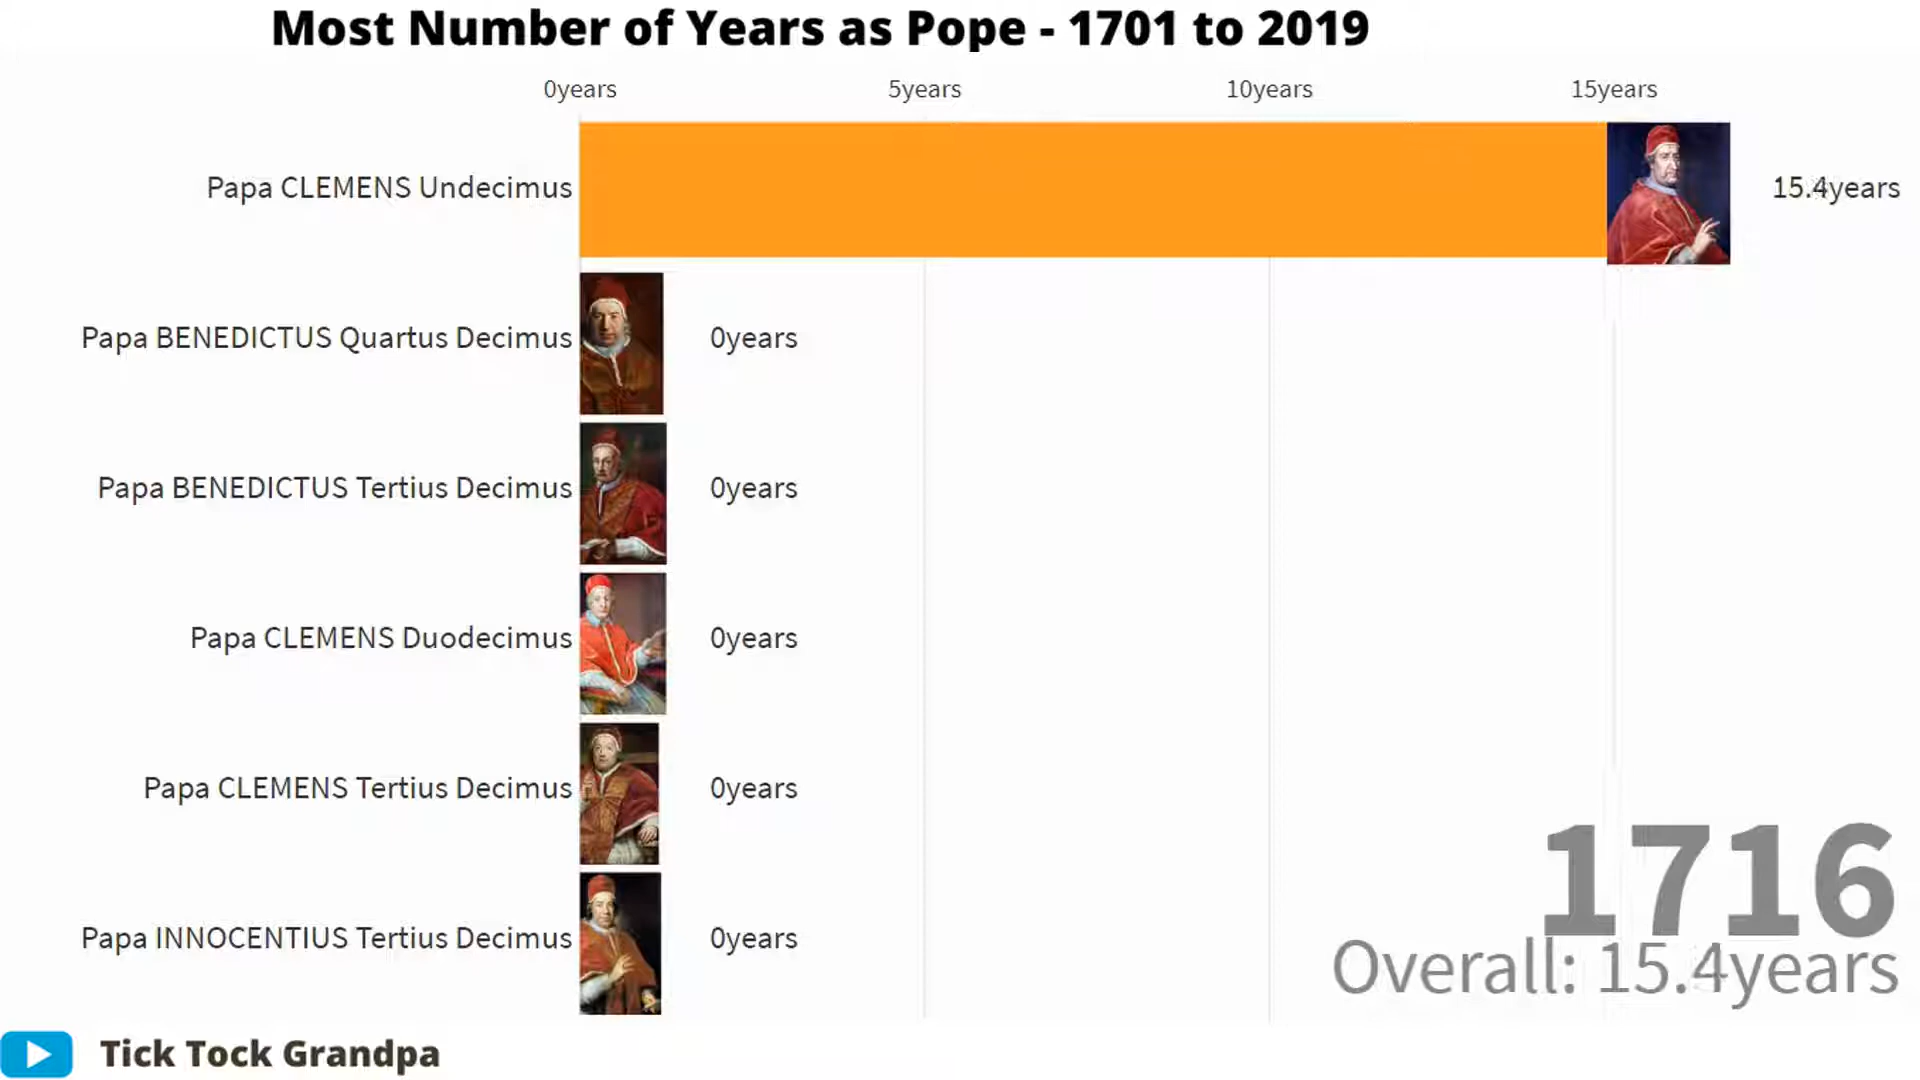 Most Number of Years as Pope - 1701 to 2019
0years 5years 10years 15years
Papa CLEMENS Undecimus 15.4years
Papa BENEDICTUS Quartus Decimus 0years
Papa BENEDICTUS Tertius Decimus 0years
Papa CLEMENS Duodecimus 0years
Papa CLEMENS Tertius Decimus 0years
Papa INNOCENTIUS Tertius Decimus 0years
1716
Overall: 15.4years
Tick Tock Grandpa